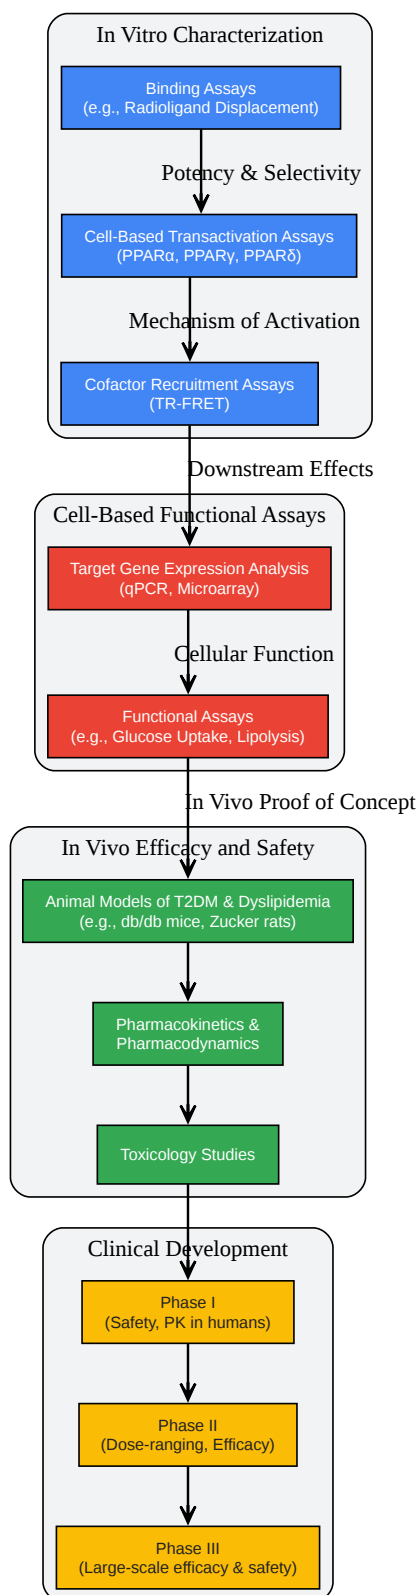 In Vitro Characterization
Binding Assays
(e.g., Radioligand Displacement)
Potency & Selectivity
Cell-Based Transactivation Assays
(PPARα, PPARγ, PPARδ)
Mechanism of Activation
Cofactor Recruitment Assays
(TR-FRET)
Downstream Effects
Cell-Based Functional Assays
Target Gene Expression Analysis
(qPCR, Microarray)
Cellular Function
Functional Assays
(e.g., Glucose Uptake, Lipolysis)
In Vivo Proof of Concept
In Vivo Efficacy and Safety
Animal Models of T2DM & Dyslipidemia
(e.g., db/db mice, Zucker rats)
Pharmacokinetics &
Pharmacodynamics
Toxicology Studies
Clinical Development
Phase I
(Safety, PK in humans)
Phase II
(Dose-ranging, Efficacy)
Phase III
(Large-scale efficacy & safety)